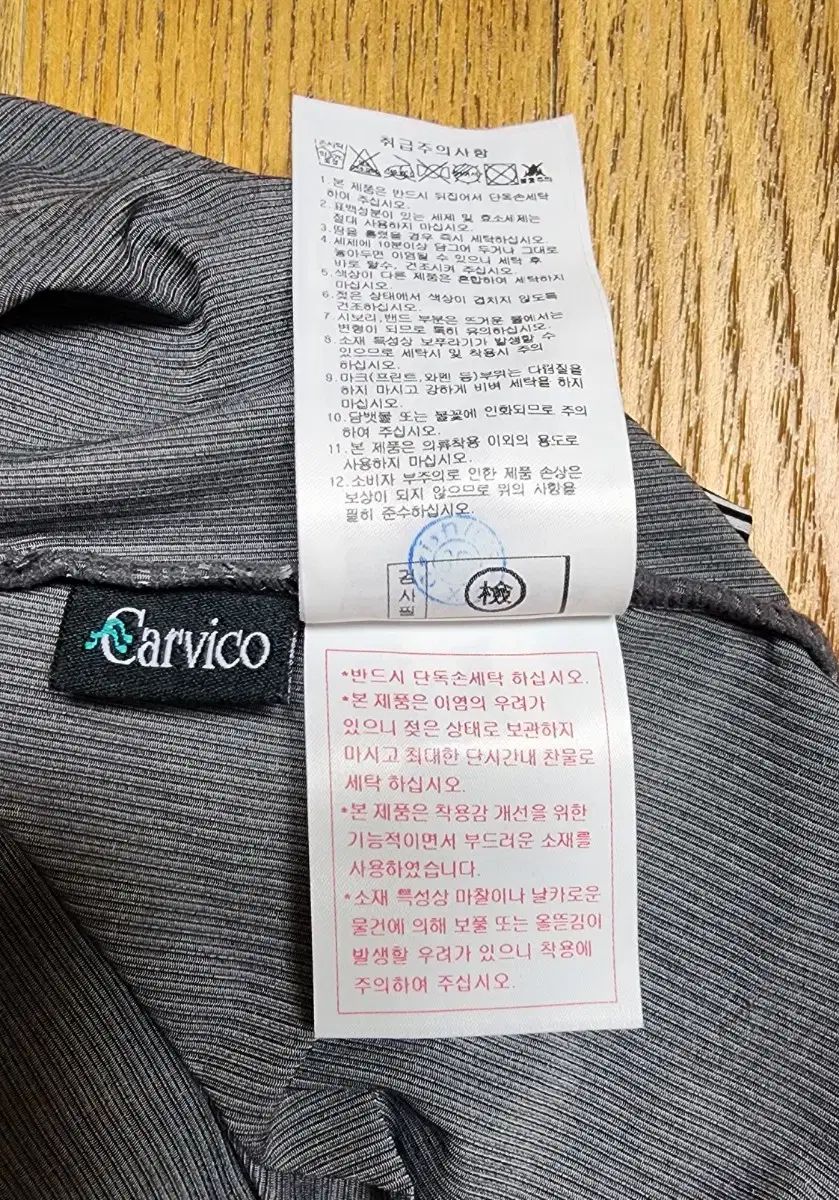 취급주의사항
1. 본 제품은 반드시 뒤집어서 단독손세탁
하여 주십시오.
2. 표백성분이 있는 세제 및 효소세제는
절대 사용하지 마십시오.
3. 땀을 흘렸을 경우 즉시 세탁하십시오.
4. 세제에 10분이상 담그어 두거나 그대로
놓아두면 이염될 수 있으니 세탁 후
바로 탈수, 건조시켜 주십시오.
5. 색상이 다른 제품은 혼합하여 세탁하지
마십시오.
6. 젖은 상태에서 색상이 겹치지 않도록
건조하십시오.
7. 시보리,밴드 부분은 뜨거운 물에서는
변형이 되므로 특히 유의하십시오.
8. 소재 특성상 보푸라기가 발생할 수
있으므로 세탁시 및 착용시 주의
하십시오.
9. 마크(프린트,와펜 등)부위는 다림질을
하지 마시고 강하게 비벼 세탁을 하지
마십시오.
10. 담뱃불 또는 불꽃에 인화되므로 주의
하여 주십시오.
11. 본 제품은 의류착용 이외의 용도로
사용하지 마십시오.
12. 소비자 부주의로 인한 제품 손상은
보상이 되지 않으므로 위의 사항을
필히 준수하십시오.
검사필
檢
Carvico
*반드시 단독손세탁 하십시오.
*본 제품은 이염의 우려가
있으니 젖은 상태로 보관하지
마시고 최대한 단시간내 찬물로
세탁 하십시오.
*본 제품은 착용감 개선을 위한
기능적이면서 부드러운 소재를
사용하였습니다.
*소재 특성상 마찰이나 날카로운
물건에 의해 보풀 또는 올뜯김이
발생할 우려가 있으니 착용에
주의하여 주십시오.